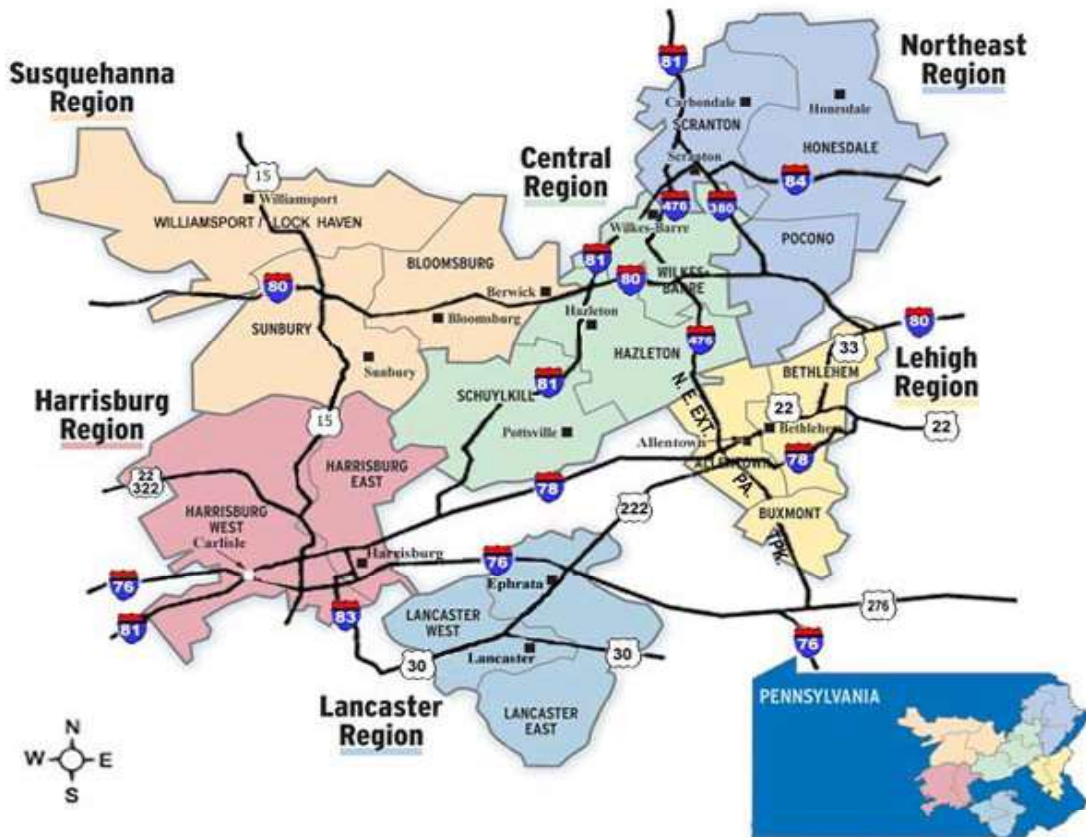 Susquehanna
Region
Northeast
Region
Central
Region
Harrisburg
Region
Lehigh
Region
Lancaster
Region
81
Carbondale
SCRANTON
Scranton
Honesdale
HONESDALE
84
476
380
Wilkes-Barre
WILKES-
BARRE
POCONO
15
Williamsport
WILLIAMSPORT / LOCK HAVEN
BLOOMSBURG
81
80
80
Berwick
Bloomsburg
Hazleton
HAZLETON
476
SUNBURY
Sunbury
80
33
BETHLEHEM
81
SCHUYLKILL
Pottsville
N. E. EXT.
22
22
Allentown
Bethlehem
ALLENTOWN
78
15
22
322
HARRISBURG
EAST
HARRISBURG
WEST
Carlisle
Harrisburg
78
222
PA.
BUXMONT
TPK.
76
76
Ephrata
81
83
LANCASTER
WEST
276
76
30
Lancaster
30
LANCASTER
EAST
N
W
E
S
PENNSYLVANIA